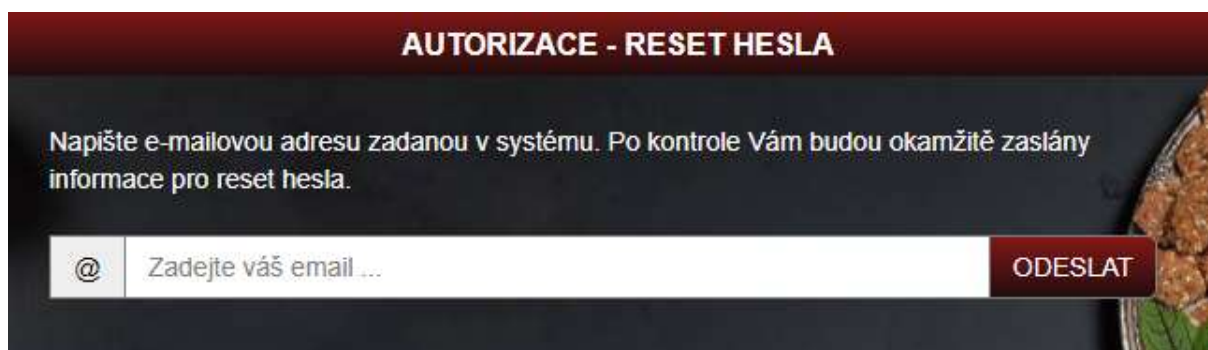 AUTORIZACE - RESET HESLA
Napište e-mailovou adresu zadanou v systému. Po kontrole Vám budou okamžitě zaslány
informace pro reset hesla.
@ Zadejte váš email ... ODESLAT